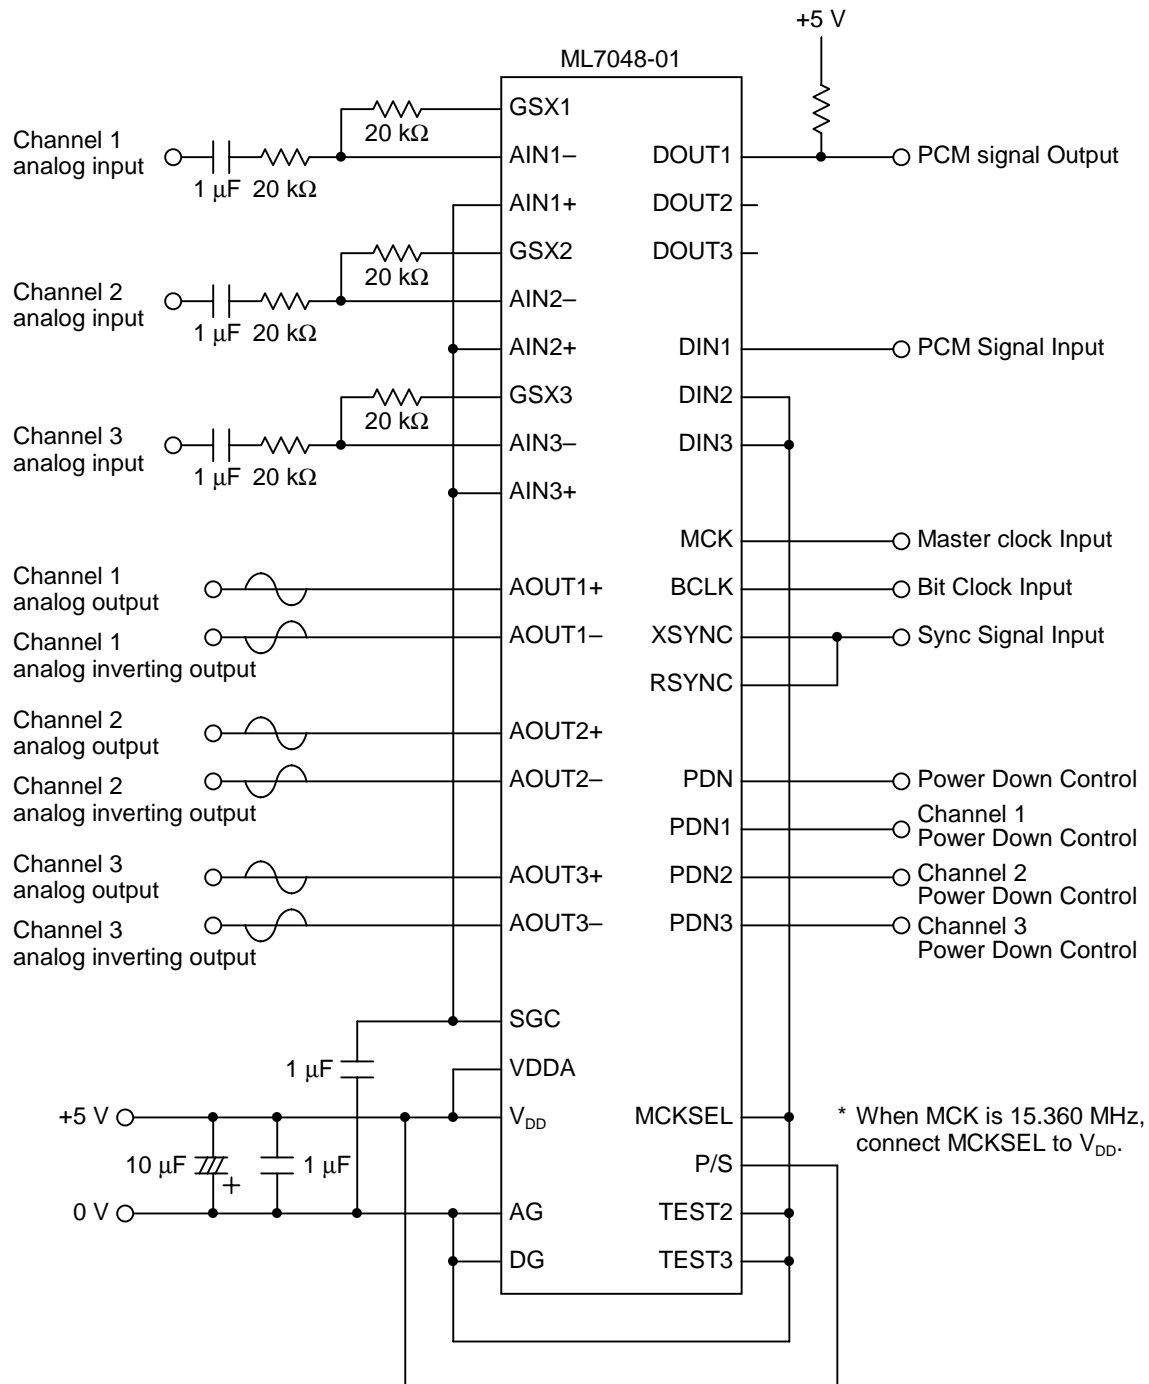 +5 V
ML7048-01
Channel 1
analog input
1 μF
20 kΩ
20 kΩ
GSX1
AIN1–
AIN1+
Channel 2
analog input
1 μF
20 kΩ
20 kΩ
GSX2
AIN2–
AIN2+
Channel 3
analog input
1 μF
20 kΩ
20 kΩ
GSX3
AIN3–
AIN3+
Channel 1
analog output
AOUT1+
Channel 1
analog inverting output
AOUT1–
Channel 2
analog output
AOUT2+
Channel 2
analog inverting output
AOUT2–
Channel 3
analog output
AOUT3+
Channel 3
analog inverting output
AOUT3–
SGC
1 μF
VDDA
+5 V
VDD
10 μF
+
1 μF
0 V
AG
DG
DOUT1
PCM signal Output
DOUT2
DOUT3
DIN1
PCM Signal Input
DIN2
DIN3
MCK
Master clock Input
BCLK
Bit Clock Input
XSYNC
Sync Signal Input
RSYNC
PDN
Power Down Control
PDN1
Channel 1
Power Down Control
PDN2
Channel 2
Power Down Control
PDN3
Channel 3
Power Down Control
MCKSEL
* When MCK is 15.360 MHz,
connect MCKSEL to VDD.
P/S
TEST2
TEST3